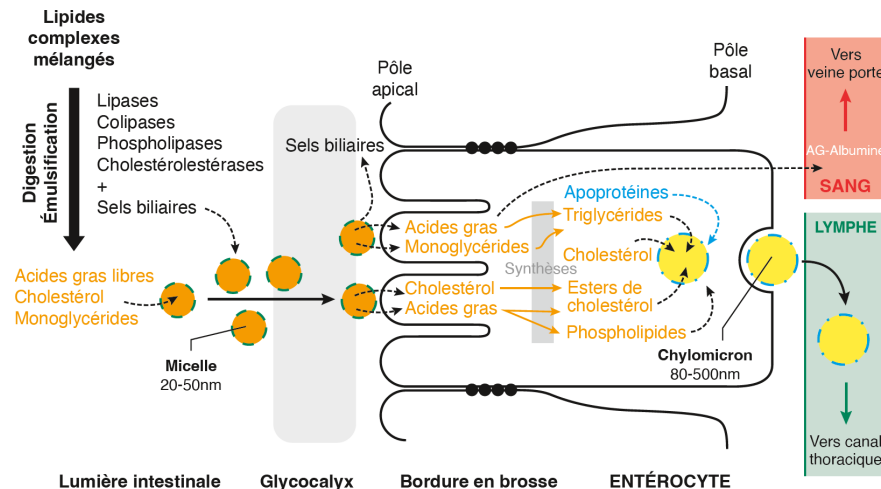 Lipides
complexes
mélangés
Digestion
Émulsification
Lipases
Colipases
Phospholipases
Cholestérolestérases
+
Sels biliaires
Acides gras libres
Cholestérol
Monoglycérides
Micelle
20-50nm
Sels biliaires
Pôle
apical
Pôle
basal
Acides gras
Monoglycérides
Cholestérol
Acides gras
Synthèses
Apoprotéines
Triglycérides
Cholestérol
Esters de
cholestérol
Phospholipides
Chylomicron
80-500nm
Vers
veine porte
AG-Albumine
SANG
LYMPHE
Vers canal
thoracique
Lumière intestinale
Glycocalyx
Bordure en brosse
ENTÉROCYTE